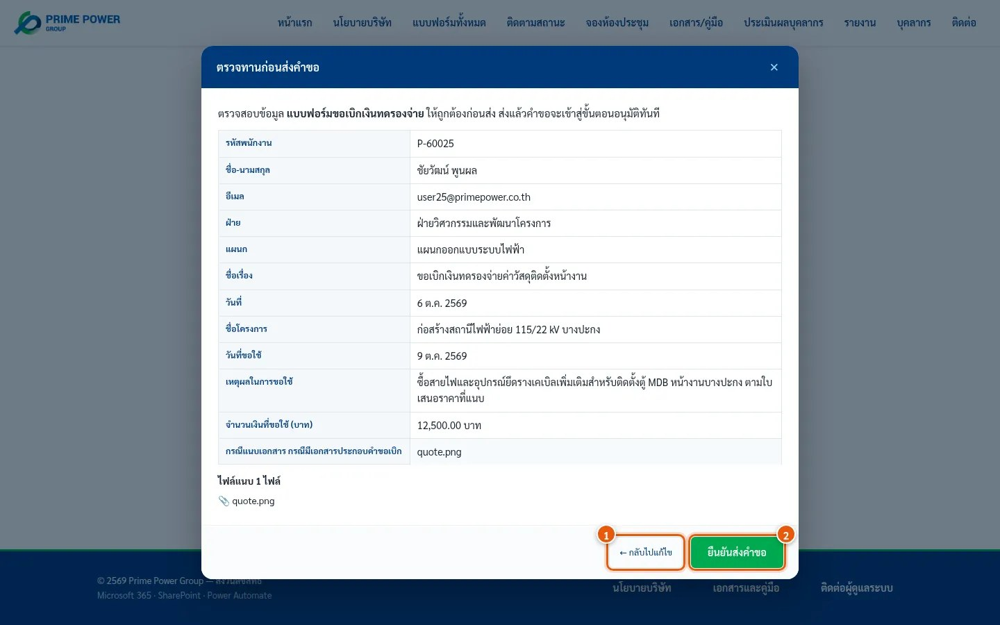 PRIME POWER
GROUP
หน้าแรก นโยบายบริษัท แบบฟอร์มทั้งหมด ติดตามสถานะ จองห้องประชุม เอกสาร/คู่มือ ประเมินผลบุคลากร รายงาน บุคลากร ติดต่อ
ตรวจทานก่อนส่งคำขอ ×
ตรวจสอบข้อมูล แบบฟอร์มขอเบิกเงินทดรองจ่าย ให้ถูกต้องก่อนส่ง ส่งแล้วคำขอจะเข้าสู่ขั้นตอนอนุมัติทันที
รหัสพนักงาน P-60025
ชื่อ-นามสกุล ชัยวัฒน์ พูนผล
อีเมล user25@primepower.co.th
ฝ่าย ฝ่ายวิศวกรรมและพัฒนาโครงการ
แผนก แผนกออกแบบระบบไฟฟ้า
ชื่อเรื่อง ขอเบิกเงินทดรองจ่ายค่าวัสดุติดตั้งหน้างาน
วันที่ 6 ต.ค. 2569
ชื่อโครงการ ก่อสร้างสถานีไฟฟ้าย่อย 115/22 kV บางปะกง
วันที่ขอใช้ 9 ต.ค. 2569
เหตุผลในการขอใช้ ซื้อสายไฟและอุปกรณ์ยึดรางเคเบิลเพิ่มเติมสำหรับติดตั้งตู้ MDB หน้างานบางปะกง ตามใบ
เสนอราคาที่แนบ
จำนวนเงินที่ขอใช้ (บาท) 12,500.00 บาท
กรณีแนบเอกสาร กรณีมีเอกสารประกอบคำขอเบิก quote.png
ไฟล์แนบ 1 ไฟล์
📎 quote.png
1 2
← กลับไปแก้ไข ยืนยันส่งคำขอ
© 2569 Prime Power Group — สงวนลิขสิทธิ์
Microsoft 365 · SharePoint · Power Automate
นโยบายบริษัท เอกสารและคู่มือ ติดต่อผู้ดูแลระบบ